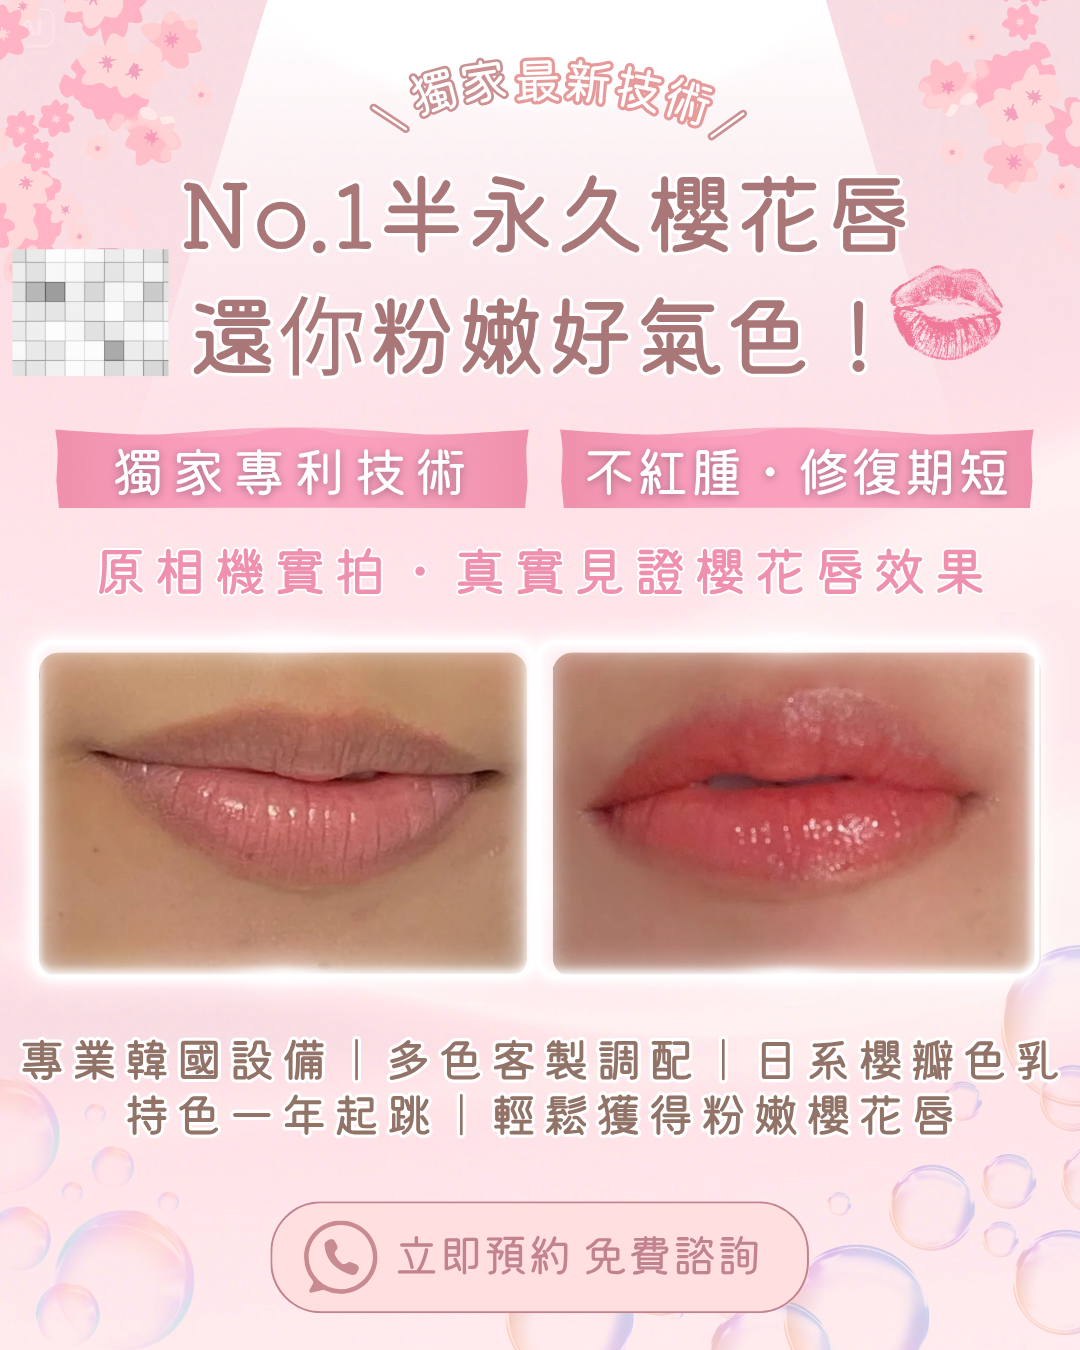 獨家最新技術
No.1半永久櫻花唇
還你粉嫩好氣色！
獨家專利技術
不紅腫・修復期短
原相機實拍・真實見證櫻花唇效果
專業韓國設備｜多色客製調配｜日系櫻瓣色乳
持色一年起跳｜輕鬆獲得粉嫩櫻花唇
立即預約 免費諮詢